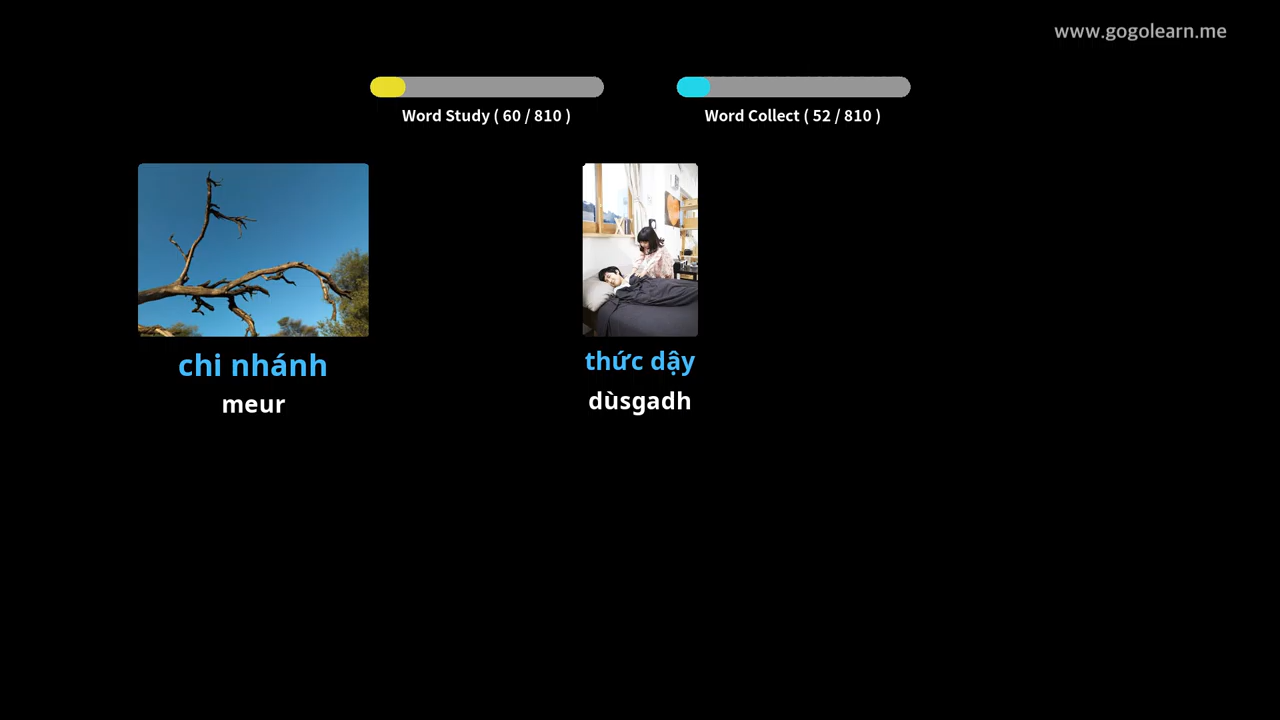 www.gogolearn.me
Word Study ( 60 / 810 )
Word Collect ( 52 / 810 )
chi nhánh
meur
thức dậy
dùsgadh